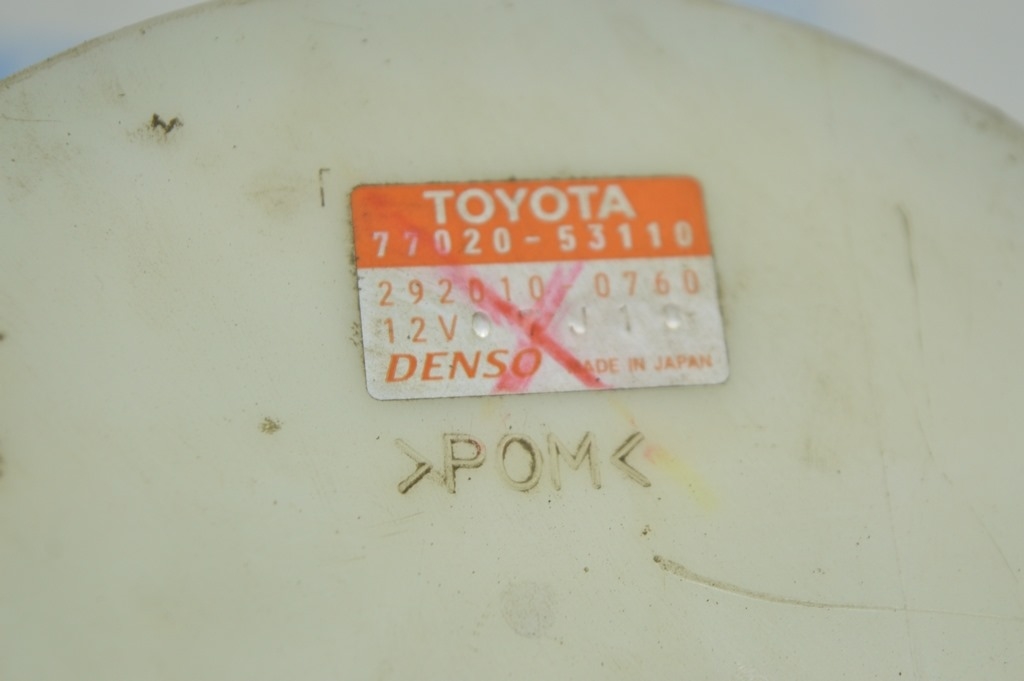 TOYOTA
77020-53110
292010 0760
12V
DENSO MADE IN JAPAN
>POM<